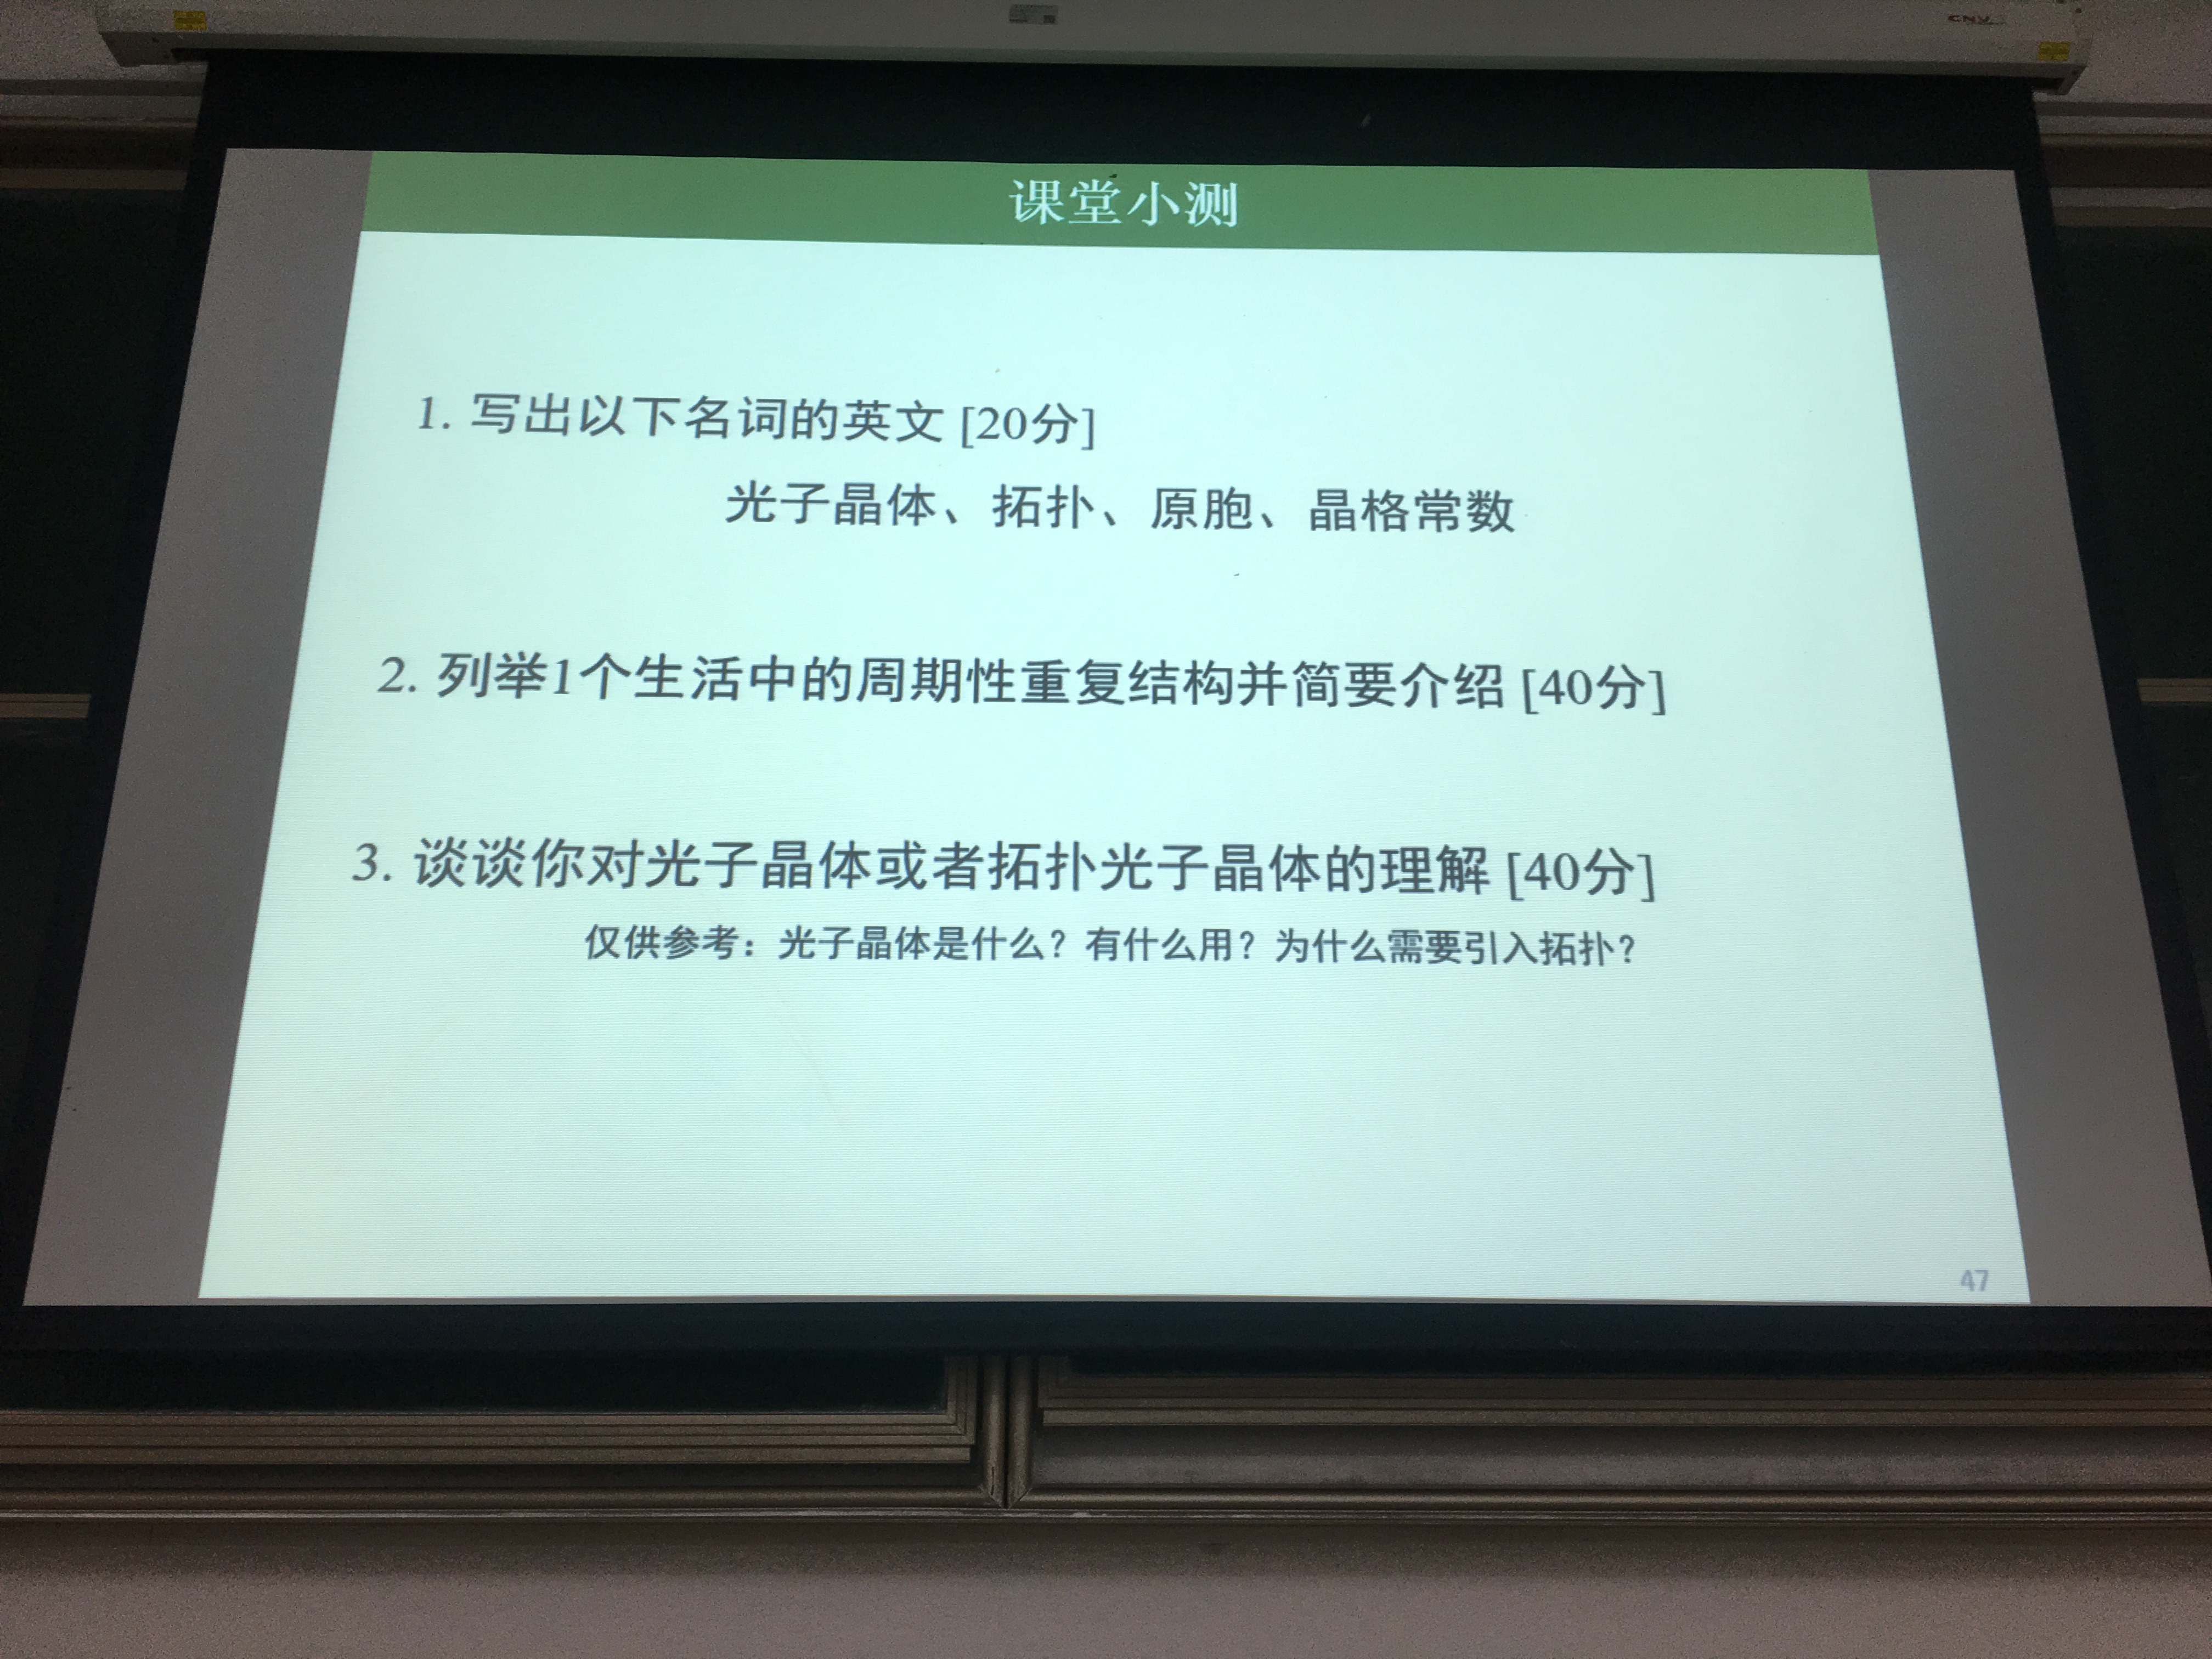 CNV
课堂小测
1. 写出以下名词的英文 [20分]
光子晶体、拓扑、原胞、晶格常数
2. 列举1个生活中的周期性重复结构并简要介绍 [40分]
3. 谈谈你对光子晶体或者拓扑光子晶体的理解 [40分]
仅供参考：光子晶体是什么？有什么用？为什么需要引入拓扑？
47